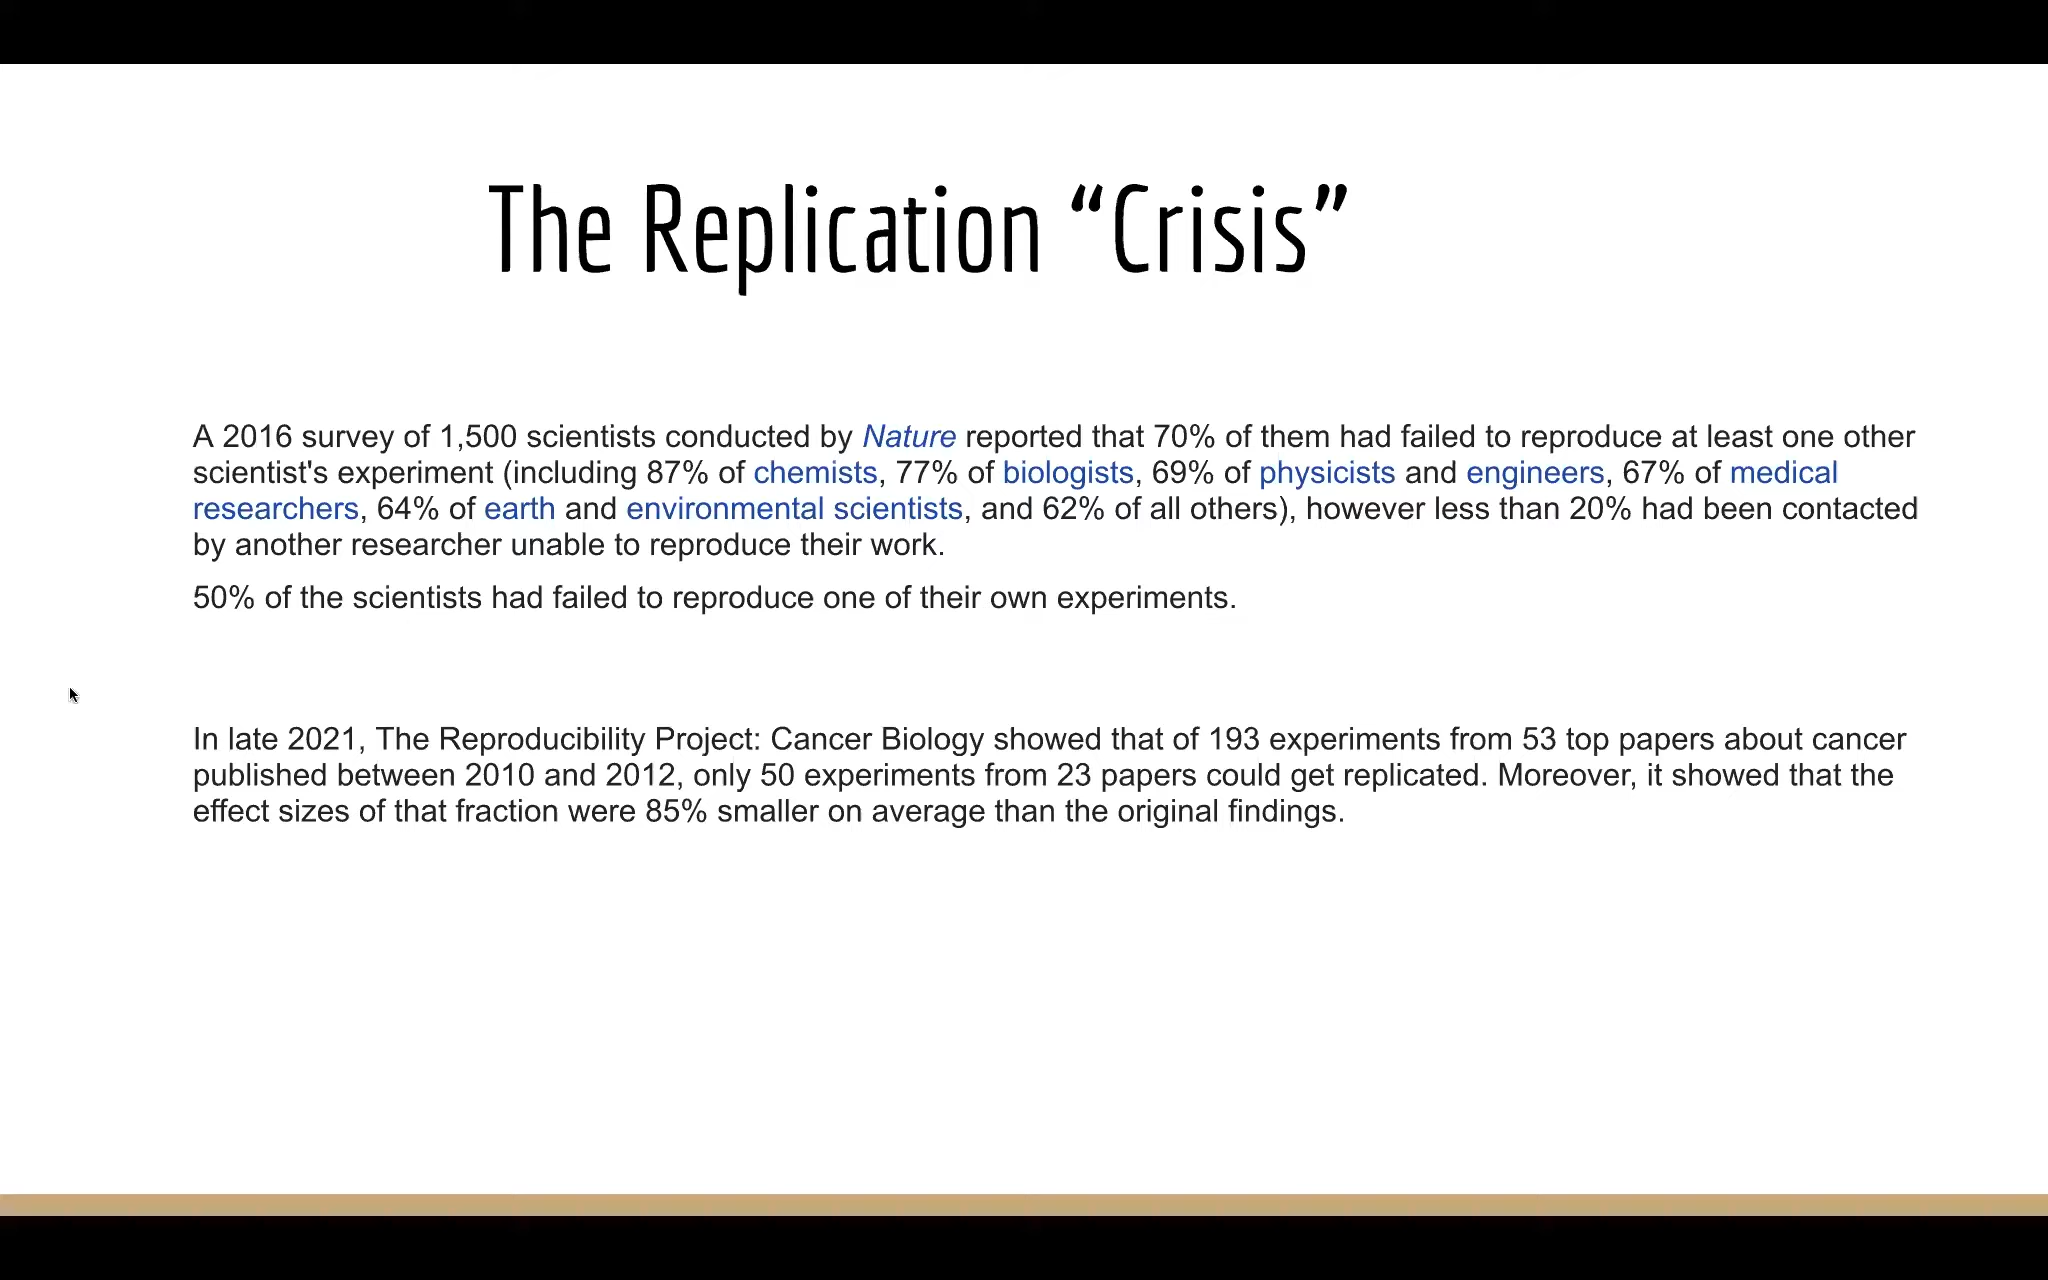 The Replication “Crisis”
A 2016 survey of 1,500 scientists conducted by Nature reported that 70% of them had failed to reproduce at least one other
scientist's experiment (including 87% of chemists, 77% of biologists, 69% of physicists and engineers, 67% of medical
researchers, 64% of earth and environmental scientists, and 62% of all others), however less than 20% had been contacted
by another researcher unable to reproduce their work.
50% of the scientists had failed to reproduce one of their own experiments.
In late 2021, The Reproducibility Project: Cancer Biology showed that of 193 experiments from 53 top papers about cancer
published between 2010 and 2012, only 50 experiments from 23 papers could get replicated. Moreover, it showed that the
effect sizes of that fraction were 85% smaller on average than the original findings.